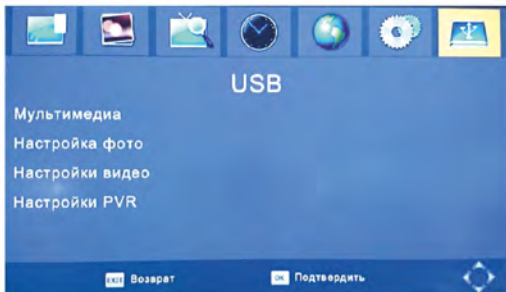 USB
Мультимедиа
Настройка фото
Настройки видео
Настройки PVR
EXIT Возврат OK Подтвердить